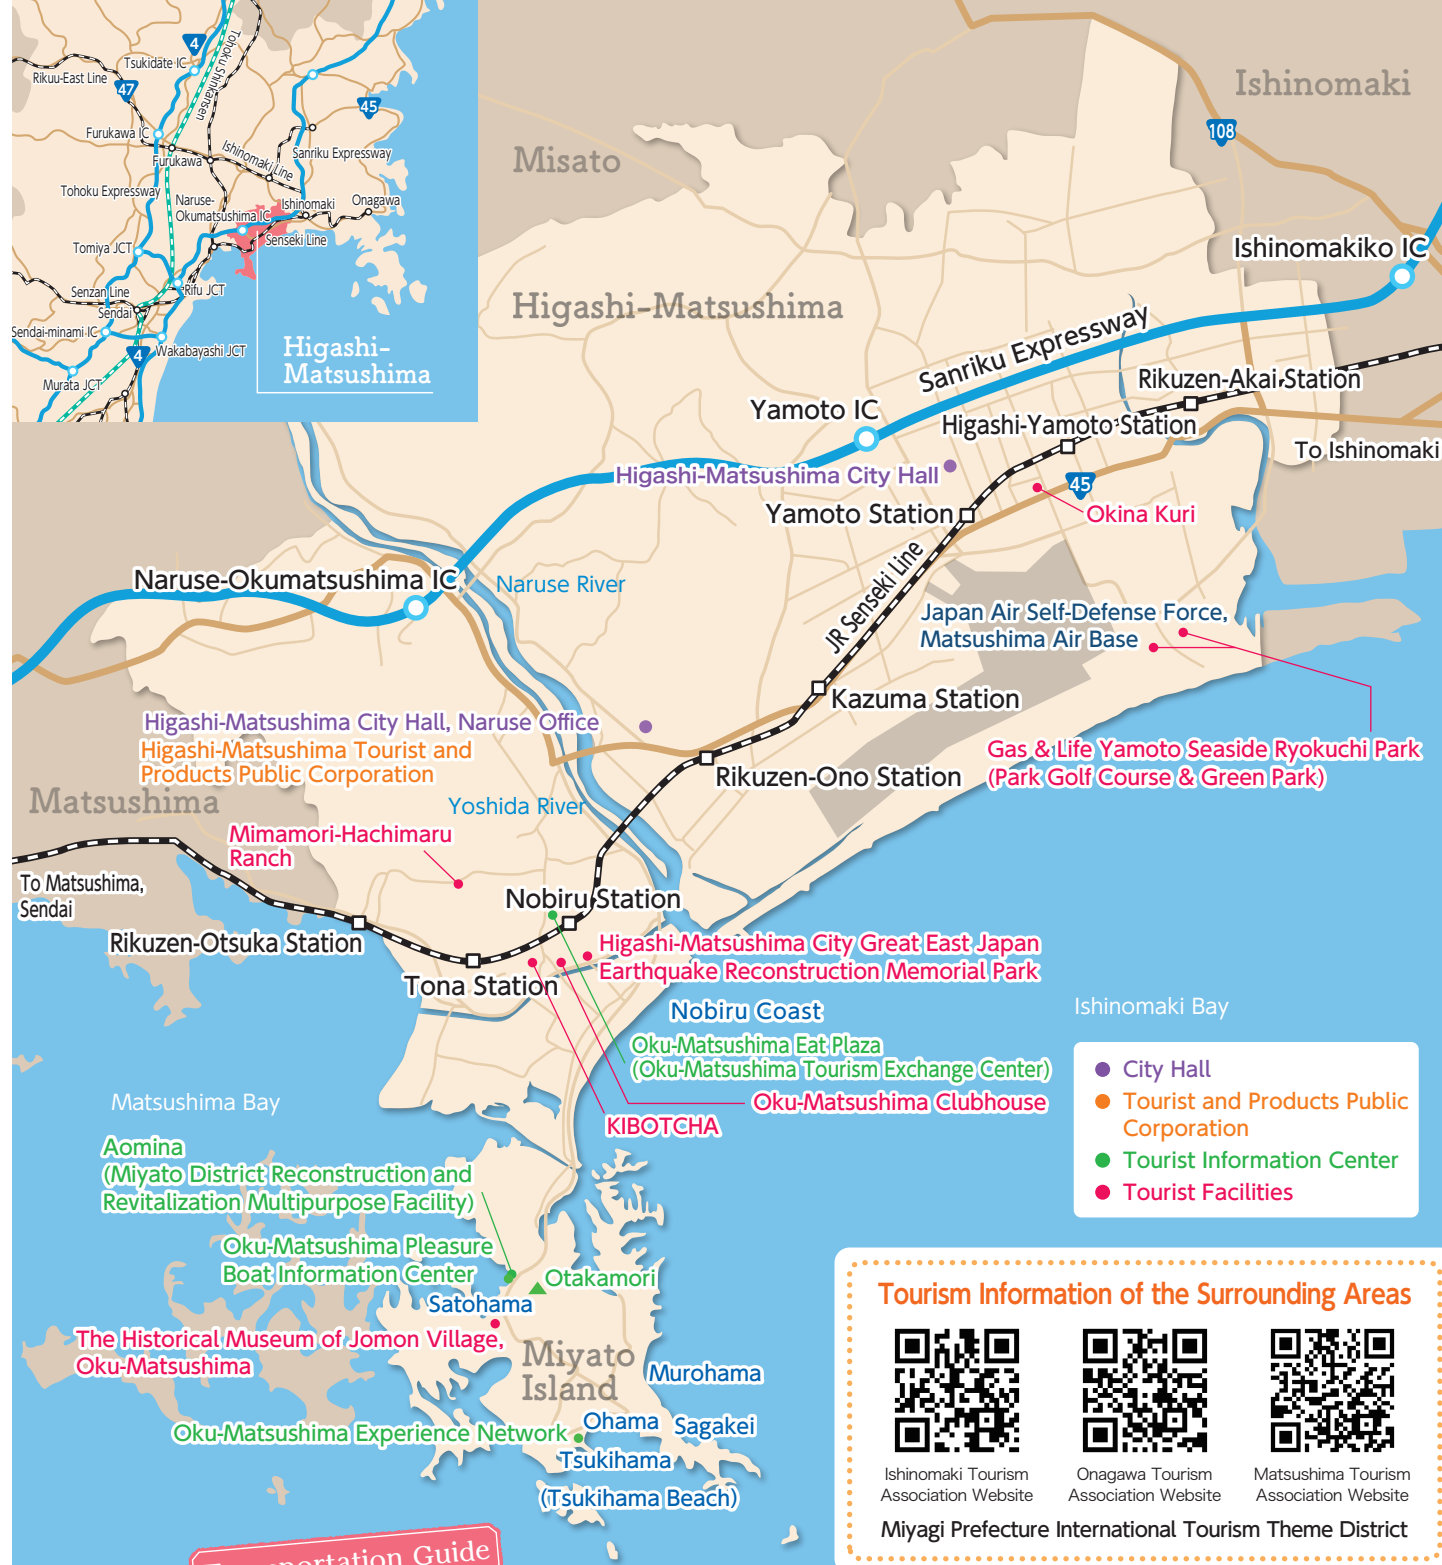 4
Tsukidate IC
Tohoku Shinkansen
Rikuu-East Line
47
45
Furukawa IC
Furukawa
Ishinomaki Line
Sanriku Expressway
Tohoku Expressway
Naruse-
Okumatsushima IC
Ishinomaki
Onagawa
Senseki Line
Tomiya JCT
Rifu JCT
Senzan Line
Sendai
Sendai-minami IC
4
Wakabayashi JCT
Murata JCT
Higashi-
Matsushima
Ishinomaki
108
Misato
Ishinomakiko IC
Higashi-Matsushima
Sanriku Expressway
Rikuzen-Akai Station
Yamoto IC
Higashi-Yamoto Station
To Ishinomaki
Higashi-Matsushima City Hall
45
Yamoto Station
Okina Kuri
Naruse-Okumatsushima IC
Naruse River
JR Senseki Line
Japan Air Self-Defense Force,
Matsushima Air Base
Kazuma Station
Higashi-Matsushima City Hall, Naruse Office
Higashi-Matsushima Tourist and
Products Public Corporation
Gas & Life Yamoto Seaside Ryokuchi Park
(Park Golf Course & Green Park)
Rikuzen-Ono Station
Matsushima
Yoshida River
Mimamori-Hachimaru
Ranch
To Matsushima,
Sendai
Nobiru Station
Rikuzen-Otsuka Station
Higashi-Matsushima City Great East Japan
Earthquake Reconstruction Memorial Park
Tona Station
Nobiru Coast
Ishinomaki Bay
Oku-Matsushima Eat Plaza
(Oku-Matsushima Tourism Exchange Center)
Oku-Matsushima Clubhouse
KIBOTCHA
City Hall
Tourist and Products Public
Corporation
Tourist Information Center
Tourist Facilities
Matsushima Bay
Aomina
(Miyato District Reconstruction and
Revitalization Multipurpose Facility)
Oku-Matsushima Pleasure
Boat Information Center
Otakamori
Satohama
The Historical Museum of Jomon Village,
Oku-Matsushima
Miyato
Island
Murohama
Ohama
Sagakei
Oku-Matsushima Experience Network
Tsukihama
(Tsukihama Beach)
Tourism Information of the Surrounding Areas
Ishinomaki Tourism
Association Website
Onagawa Tourism
Association Website
Matsushima Tourism
Association Website
Miyagi Prefecture International Tourism Theme District
Transportation Guide